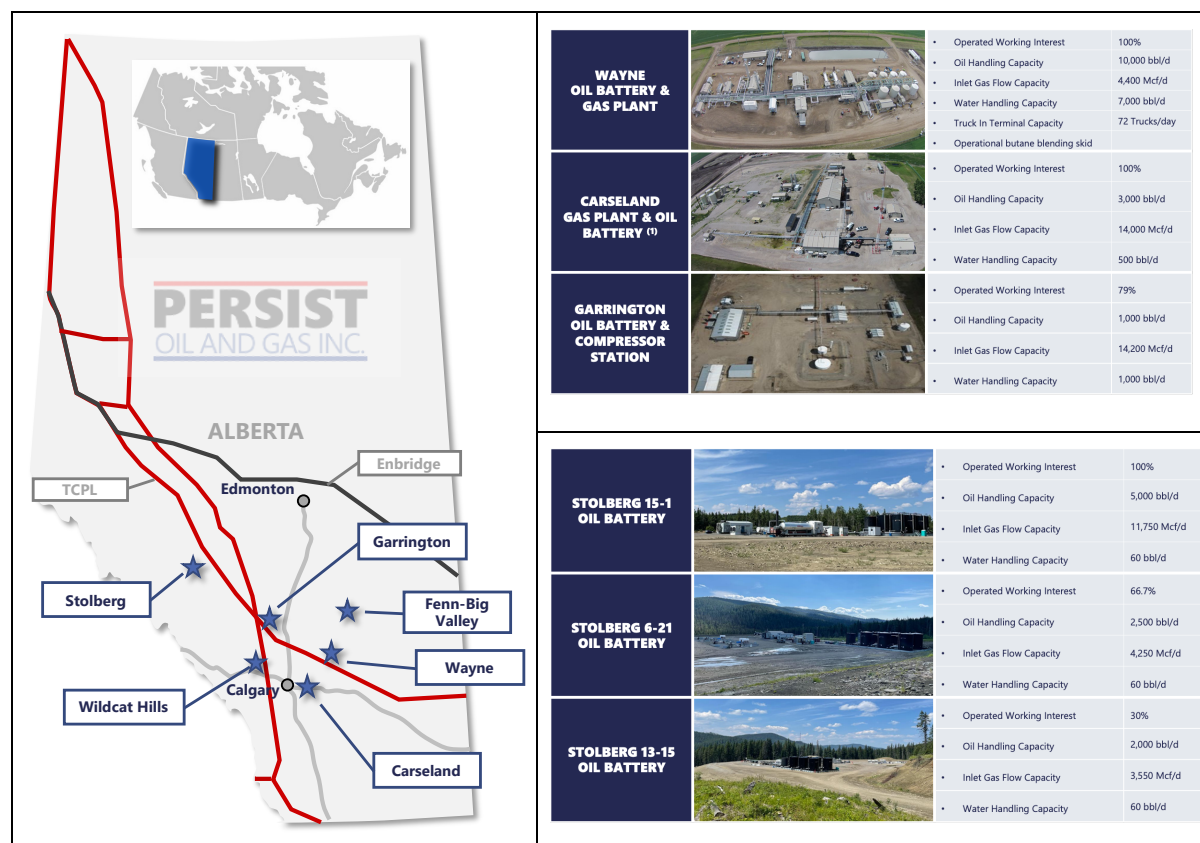 PERSIST
OIL AND GAS INC.
ALBERTA
Enbridge
TCPL
Edmonton
Garrington
Stolberg
Fenn-Big
Valley
Wayne
Calgary
Wildcat Hills
Carseland
WAYNE
OIL BATTERY &
GAS PLANT
• Operated Working Interest 100%
• Oil Handling Capacity 10,000 bbl/d
• Inlet Gas Flow Capacity 4,400 Mcf/d
• Water Handling Capacity 7,000 bbl/d
• Truck In Terminal Capacity 72 Trucks/day
• Operational butane blending skid
CARSELAND
GAS PLANT & OIL
BATTERY (1)
• Operated Working Interest 100%
• Oil Handling Capacity 3,000 bbl/d
• Inlet Gas Flow Capacity 14,000 Mcf/d
• Water Handling Capacity 500 bbl/d
GARRINGTON
OIL BATTERY &
COMPRESSOR
STATION
• Operated Working Interest 79%
• Oil Handling Capacity 1,000 bbl/d
• Inlet Gas Flow Capacity 14,200 Mcf/d
• Water Handling Capacity 1,000 bbl/d
STOLBERG 15-1
OIL BATTERY
• Operated Working Interest 100%
• Oil Handling Capacity 5,000 bbl/d
• Inlet Gas Flow Capacity 11,750 Mcf/d
• Water Handling Capacity 60 bbl/d
STOLBERG 6-21
OIL BATTERY
• Operated Working Interest 66.7%
• Oil Handling Capacity 2,500 bbl/d
• Inlet Gas Flow Capacity 4,250 Mcf/d
• Water Handling Capacity 60 bbl/d
STOLBERG 13-15
OIL BATTERY
• Operated Working Interest 30%
• Oil Handling Capacity 2,000 bbl/d
• Inlet Gas Flow Capacity 3,550 Mcf/d
• Water Handling Capacity 60 bbl/d